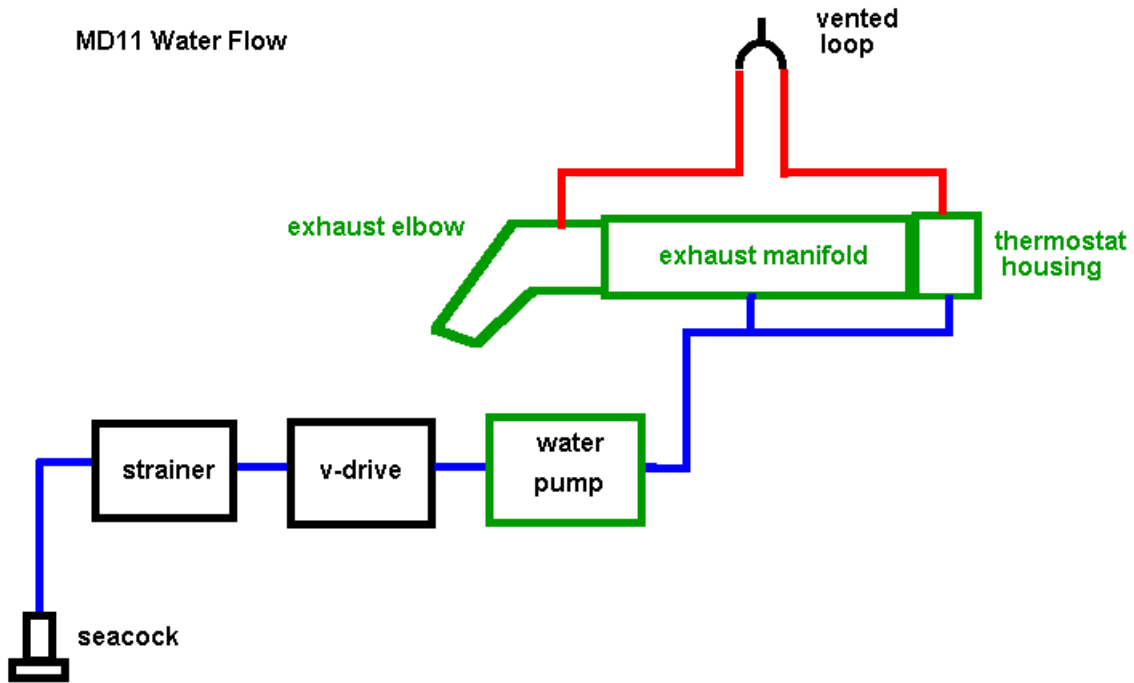 MD11 Water Flow
vented
loop
exhaust elbow
exhaust manifold
thermostat
housing
strainer
v-drive
water
pump
seacock